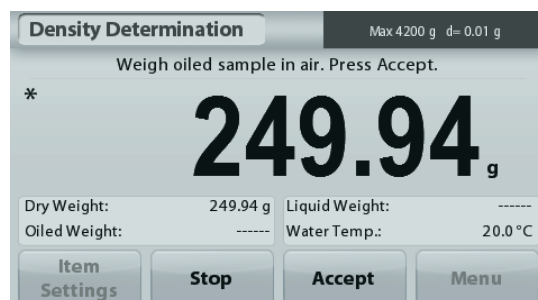 Density Determination
Max 4200 g d= 0.01 g
Weigh oiled sample in air. Press Accept.
*
249.94 g
Dry Weight: 249.94 g Liquid Weight: ------
Oiled Weight: ------ Water Temp.: 20.0 °C
Item Settings Stop Accept Menu